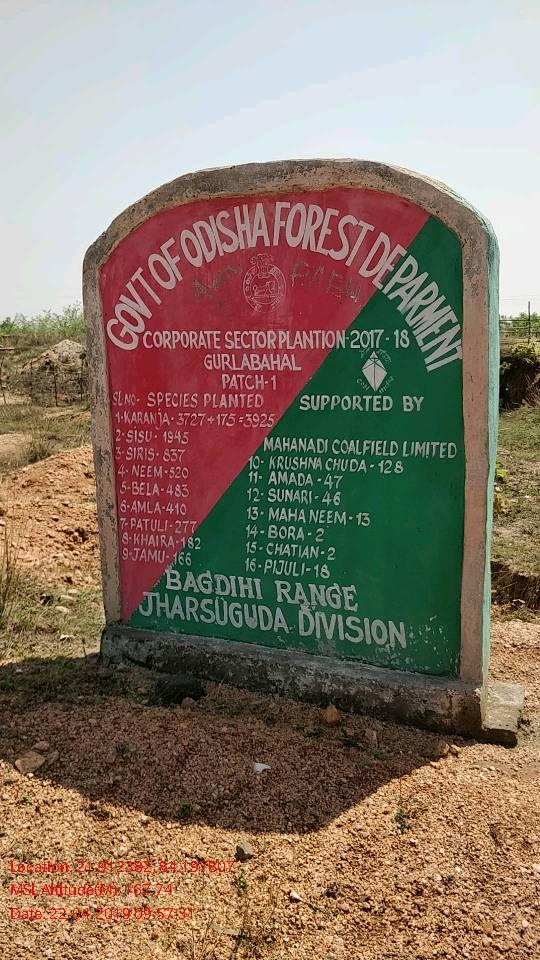 GOVT OF ODISHA FOREST DEPARMENT
CORPORATE SECTOR PLANTION-2017-18
GURLABAHAL
PATCH-1
SL.NO- SPECIES PLANTED
1-KARANJA-3727+175=3925
2-SISU-1945
3-SIRIS-837
4-NEEM-520
5-BELA-483
6-AMLA-410
7-PATULI-277
8-KHAIRA-182
9-JAMU-166
SUPPORTED BY
MAHANADI COALFIELD LIMITED
10-KRUSHNA CHUDA-128
11-AMADA-47
12-SUNARI-46
13-MAHA NEEM-13
14-BORA-2
15-CHATIAN-2
16-PIJULI-18
BAGDIHI RANGE
JHARSUGUDA DIVISION
Location: 21.912382, 84.197807
MSL Altitude(M): 167.74
Date: 22-04-2019 09:57:31